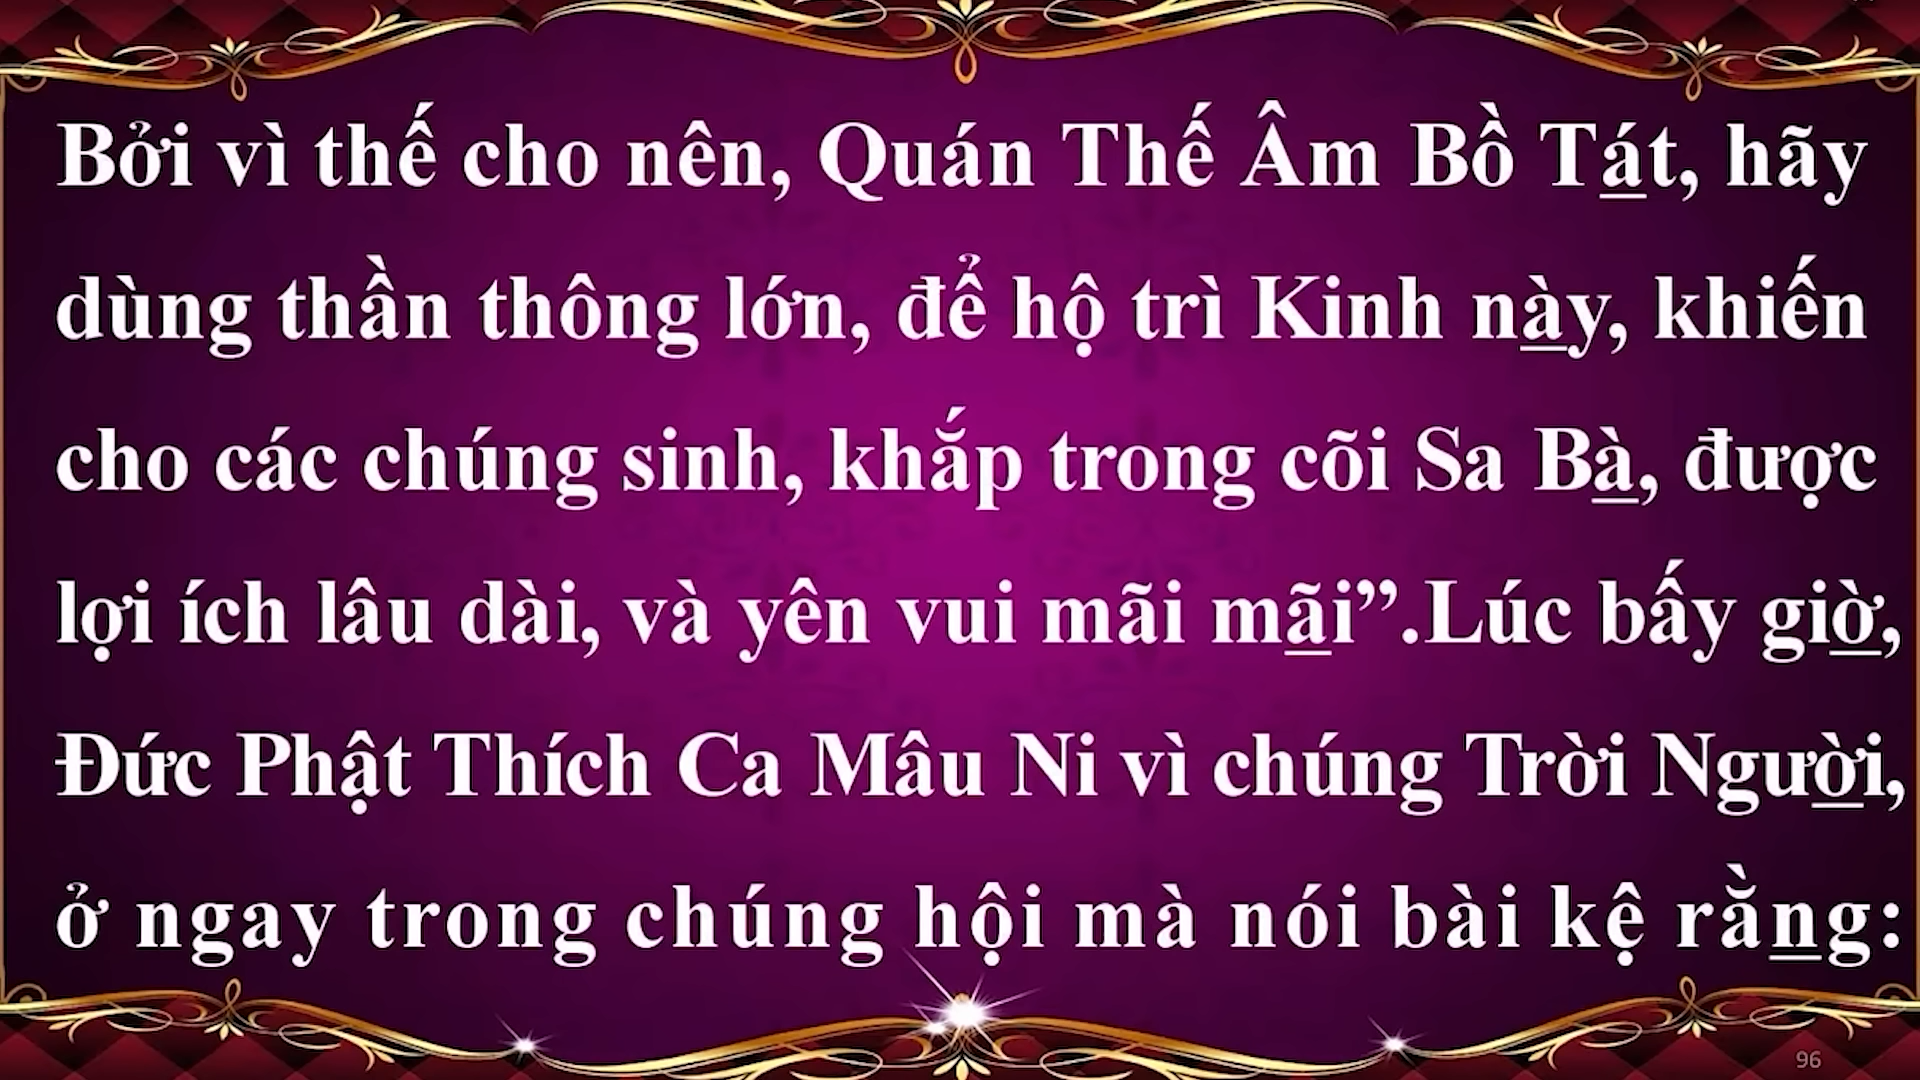 Bởi vì thế cho nên, Quán Thế Âm Bồ Tát, hãy
dùng thần thông lớn, để hộ trì Kinh này, khiến
cho các chúng sinh, khắp trong cõi Sa Bà, được
lợi ích lâu dài, và yên vui mãi mãi”.Lúc bấy giờ,
Đức Phật Thích Ca Mâu Ni vì chúng Trời Người,
ở ngay trong chúng hội mà nói bài kệ rằng:
96